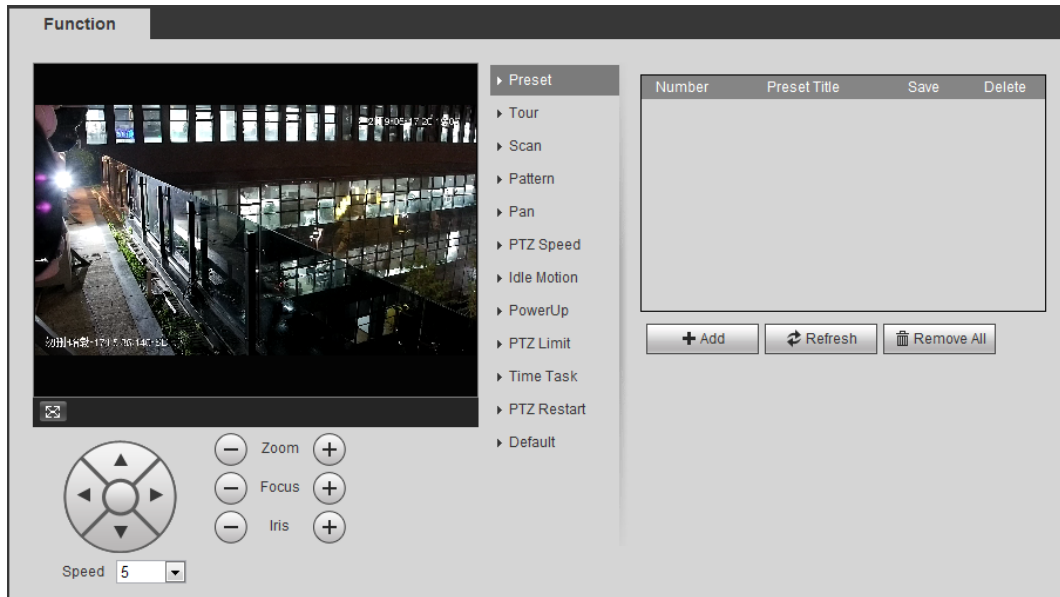 Function
Preset
Tour
Scan
Pattern
Pan
PTZ Speed
Idle Motion
PowerUp
PTZ Limit
Time Task
PTZ Restart
Default
Number Preset Title Save Delete
Add Refresh Remove All
Zoom
Focus
Iris
Speed 5